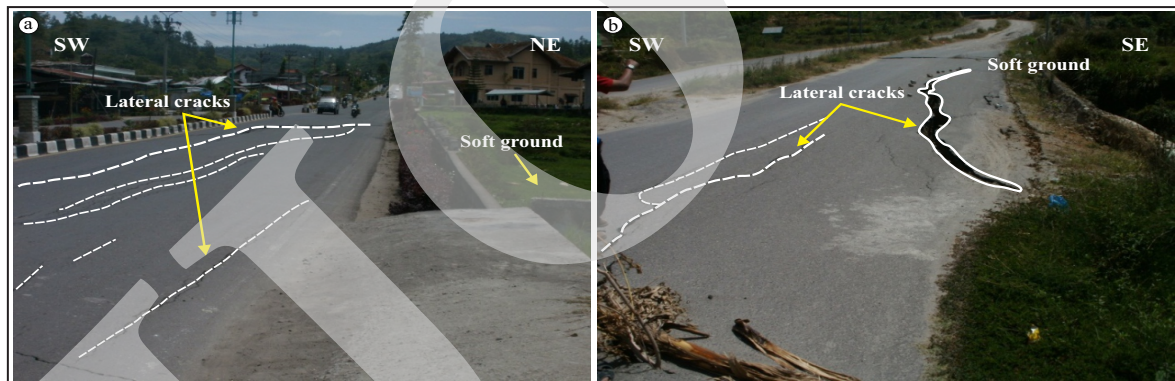 a
SW
NE
Lateral cracks
Soft ground
b
SW
SE
Soft ground
Lateral cracks